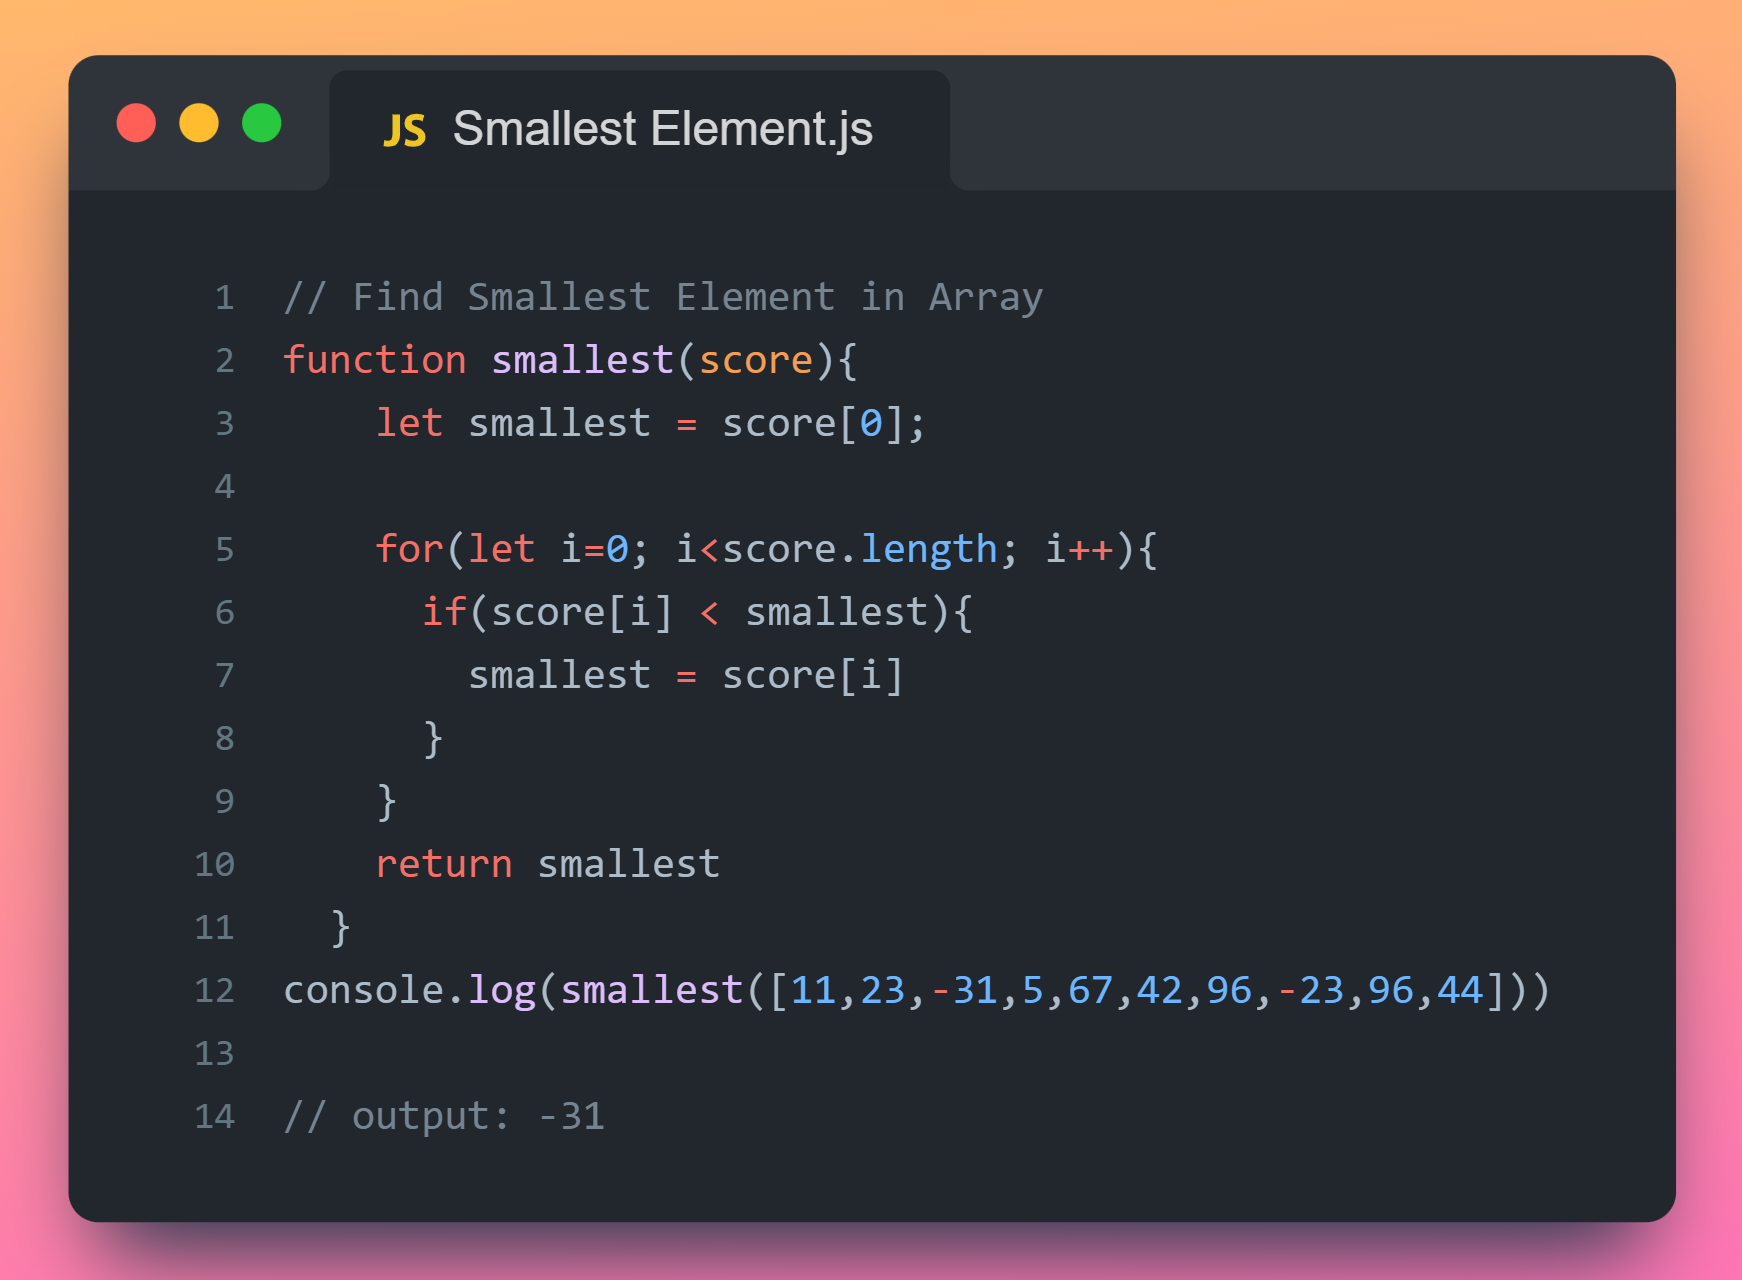 JS Smallest Element.js
1 // Find Smallest Element in Array
2 function smallest(score){
3     let smallest = score[0];
4
5     for(let i=0; i<score.length; i++){
6       if(score[i] < smallest){
7         smallest = score[i]
8       }
9     }
10     return smallest
11   }
12 console.log(smallest([11,23,-31,5,67,42,96,-23,96,44]))
13
14 // output: -31